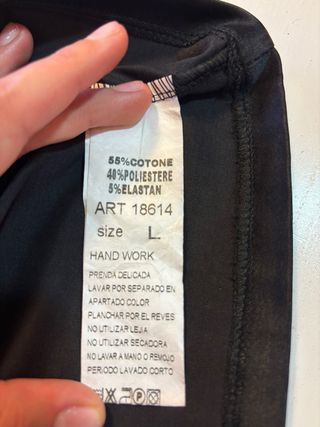 55%COTONE
40%POLIESTERE
5%ELASTAN
ART 18614
size L
HAND WORK
PRENDA DELICADA
LAVAR POR SEPARADO EN
APARTADO COLOR
PLANCHAR POR EL REVES
NO UTILIZAR LEJIA
NO UTILIZAR SECADORA
NO LAVAR A MANO O REMOJO
PERIODO LAVADO CORTO